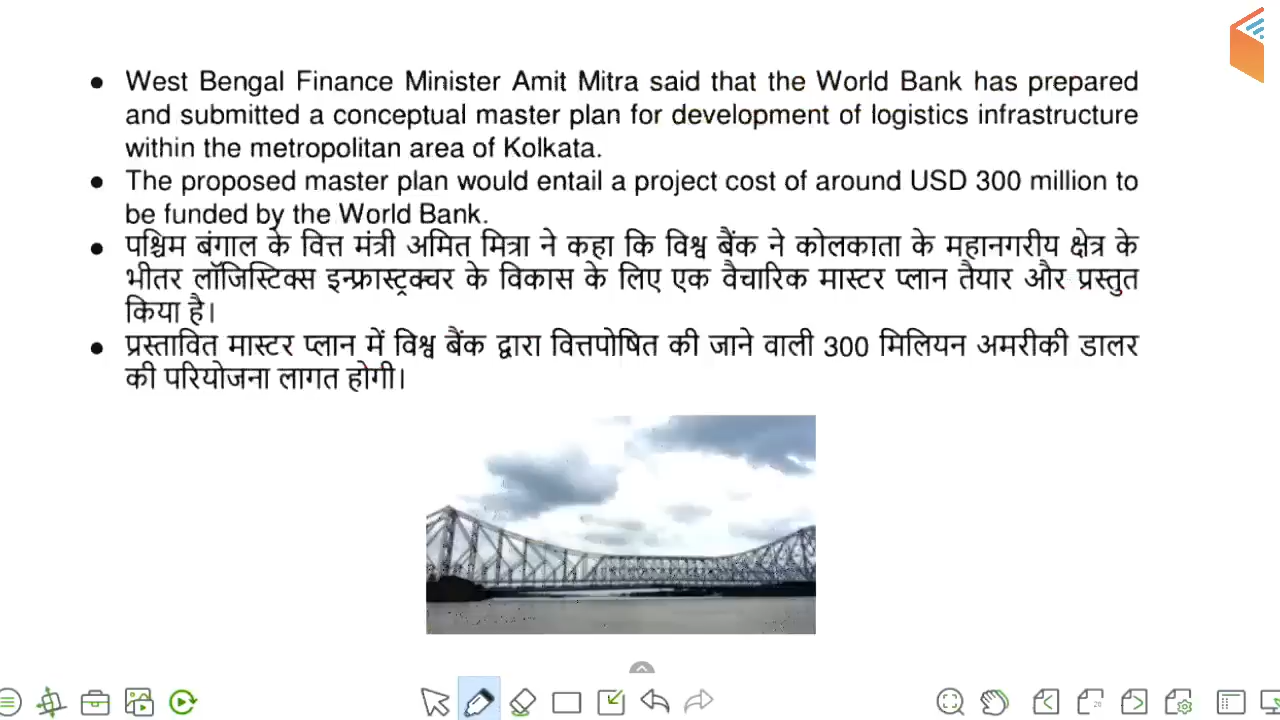 ● West Bengal Finance Minister Amit Mitra said that the World Bank has prepared
and submitted a conceptual master plan for development of logistics infrastructure
within the metropolitan area of Kolkata.
● The proposed master plan would entail a project cost of around USD 300 million to
be funded by the World Bank.
● पश्चिम बंगाल के वित्त मंत्री अमित मित्रा ने कहा कि विश्व बैंक ने कोलकाता के महानगरीय क्षेत्र के
भीतर लॉजिस्टिक्स इन्फ्रास्ट्रक्चर के विकास के लिए एक वैचारिक मास्टर प्लान तैयार और प्रस्तुत
किया है।
● प्रस्तावित मास्टर प्लान में विश्व बैंक द्वारा वित्तपोषित की जाने वाली 300 मिलियन अमरीकी डालर
की परियोजना लागत होगी।